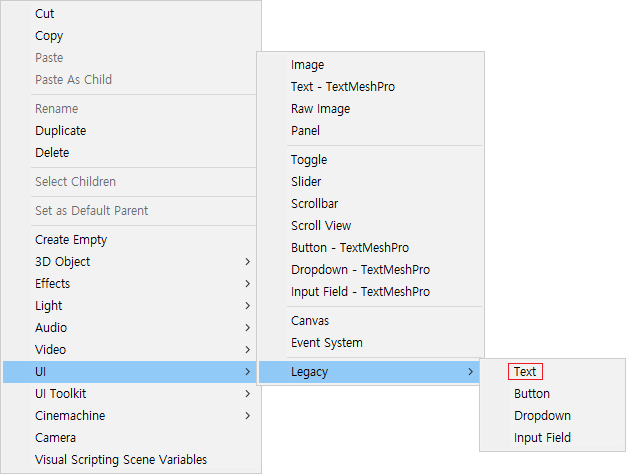 Cut
Copy
Paste
Paste As Child
Rename
Duplicate
Delete
Select Children
Set as Default Parent
Create Empty
3D Object
Effects
Light
Audio
Video
UI
UI Toolkit
Cinemachine
Camera
Visual Scripting Scene Variables
Image
Text - TextMeshPro
Raw Image
Panel
Toggle
Slider
Scrollbar
Scroll View
Button - TextMeshPro
Dropdown - TextMeshPro
Input Field - TextMeshPro
Canvas
Event System
Legacy
Text
Button
Dropdown
Input Field